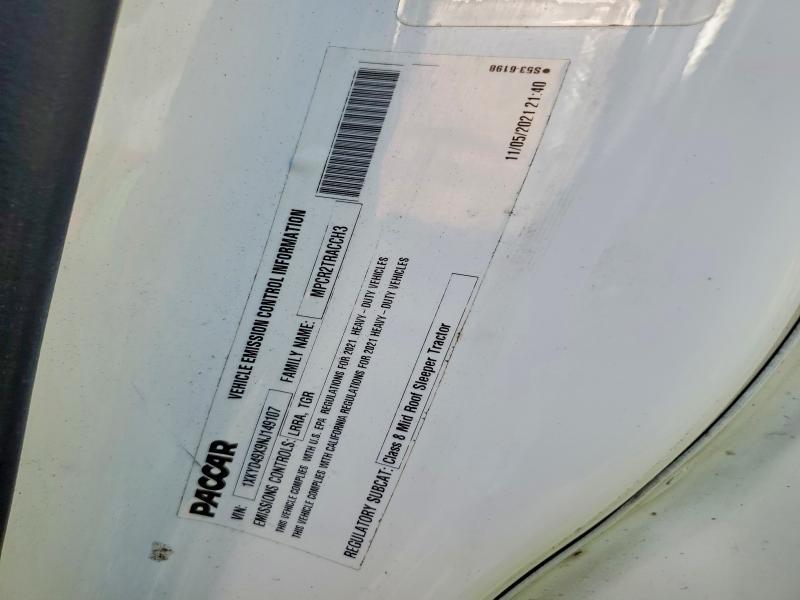 PACCAR VEHICLE EMISSION CONTROL INFORMATION
VIN: 1XKYD49X9NJ149107 FAMILY NAME: MPCR2TRACCH3
EMISSIONS CONTROLS: LRRA, TGR
THIS VEHICLE COMPLIES WITH U.S. EPA REGULATIONS FOR 2021 HEAVY-DUTY VEHICLES
THIS VEHICLE COMPLIES WITH CALIFORNIA REGULATIONS FOR 2021 HEAVY-DUTY VEHICLES
REGULATORY SUBCAT: Class 8 Mid Roof Sleeper Tractor
11/05/2021 21:40
S53-6198